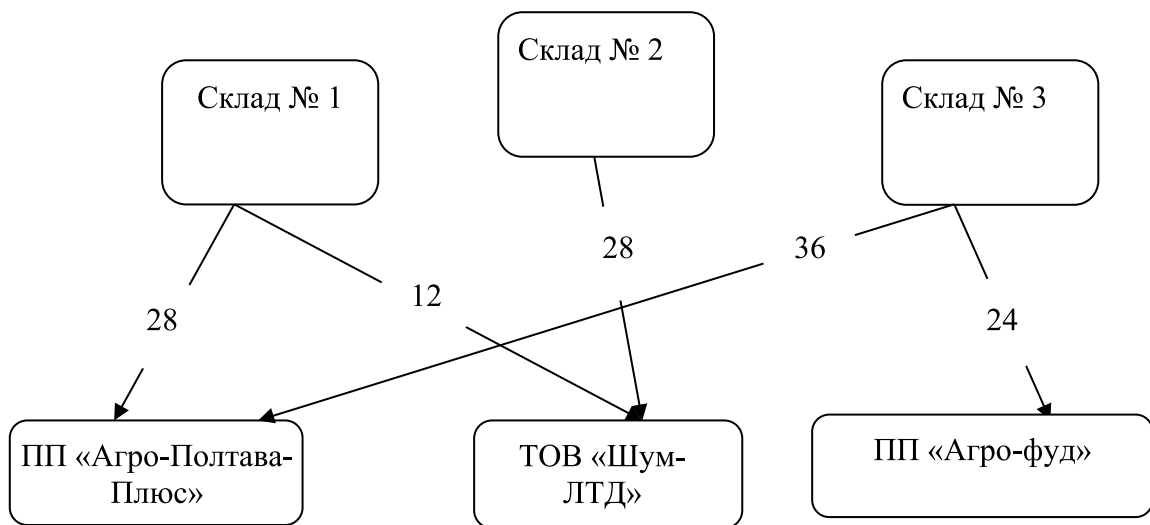 Склад № 1
Склад № 2
Склад № 3
28
12
28
36
24
ПП «Агро-Полтава-
Плюс»
ТОВ «Шум-
ЛТД»
ПП «Агро-фуд»